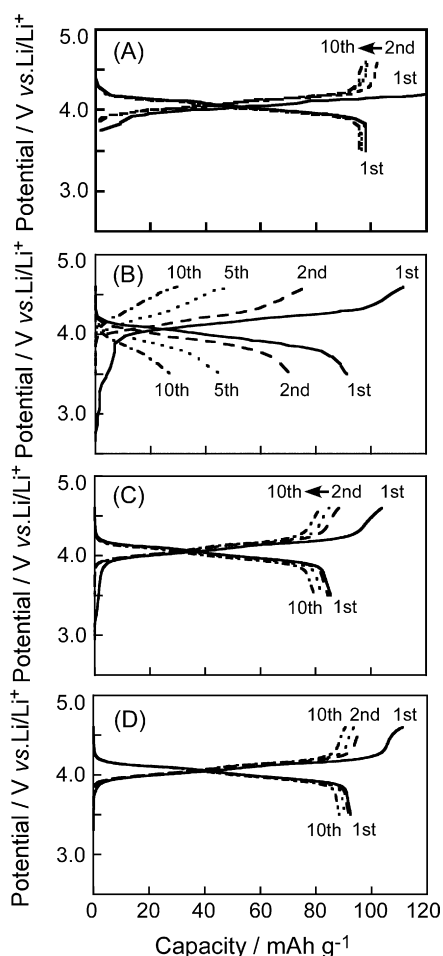 5.0
4.0
3.0
Potential / V vs.Li/Li+
(A)
10th 2nd
1st
1st
5.0
4.0
3.0
Potential / V vs.Li/Li+
(B)
10th 5th 2nd 1st
10th 5th 2nd 1st
5.0
4.0
3.0
Potential / V vs.Li/Li+
(C)
10th 2nd 1st
10th 1st
5.0
4.0
3.0
Potential / V vs.Li/Li+
(D)
10th 2nd 1st
10th 1st
0 20 40 60 80 100 120
Capacity / mAh g-1